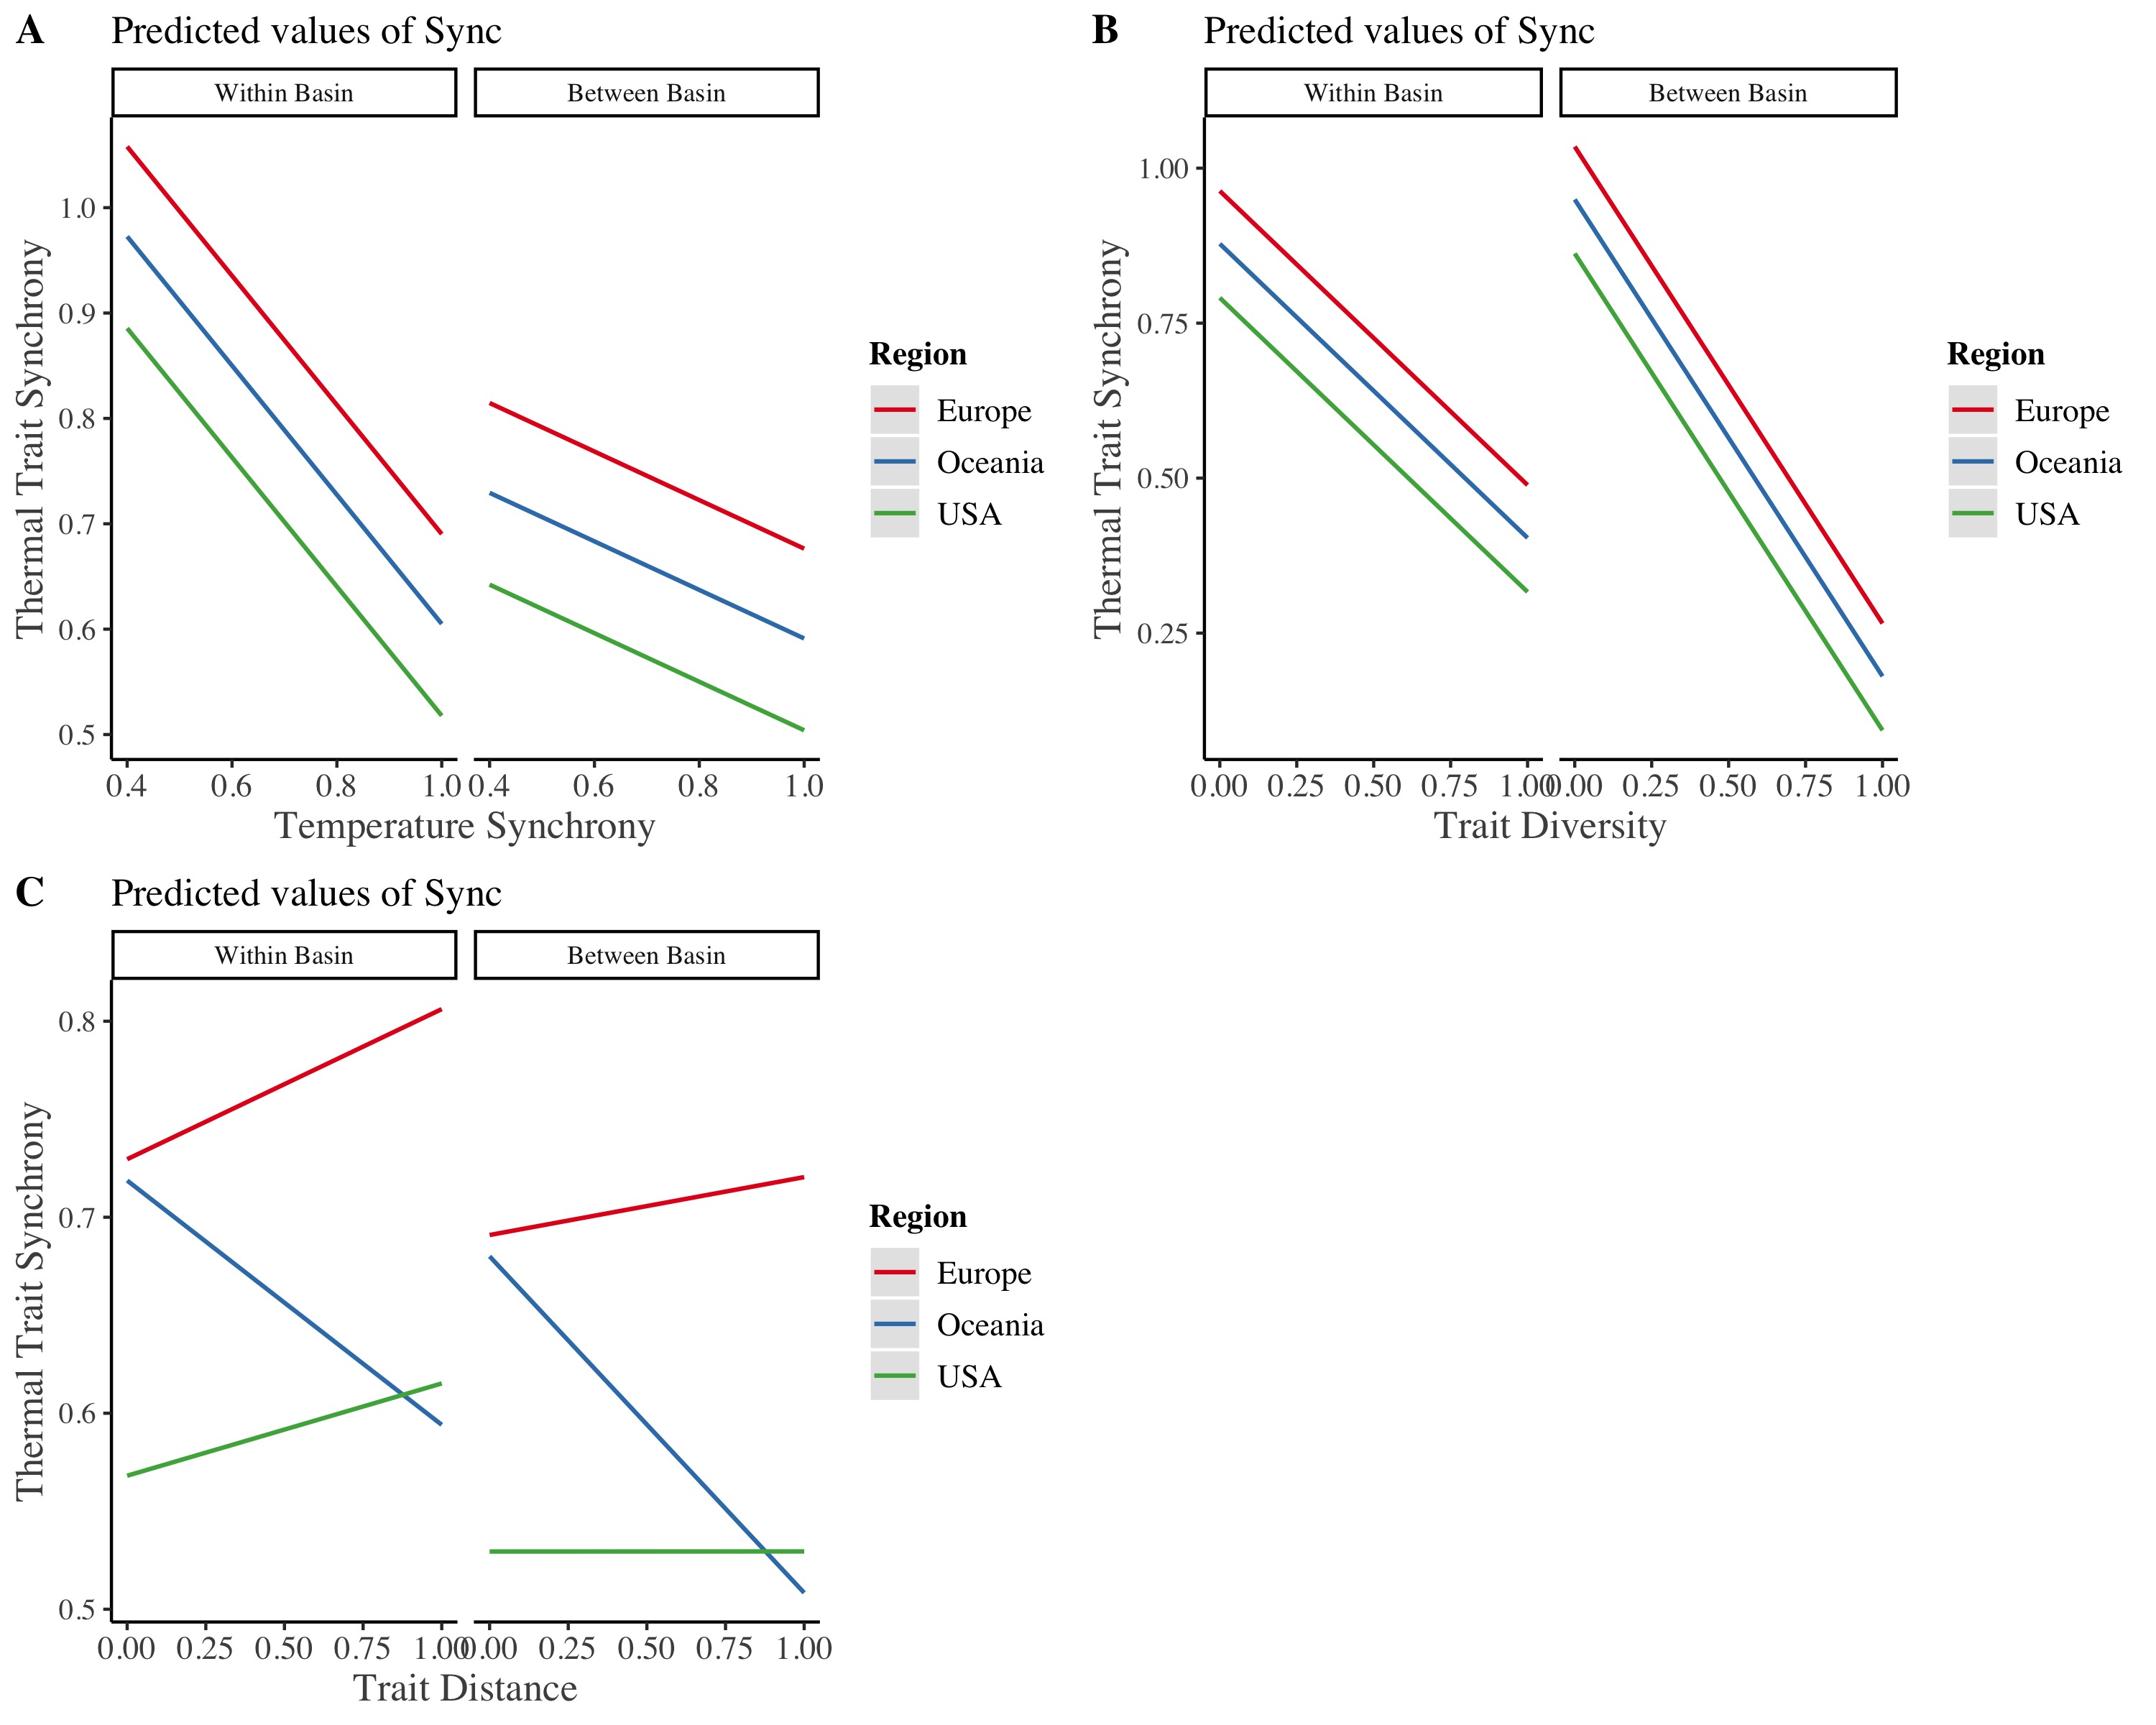 A Predicted values of Sync
Within Basin Between Basin
Thermal Trait Synchrony
1.0
0.9
0.8
0.7
0.6
0.5
0.4 0.6 0.8 1.0 0.4 0.6 0.8 1.0
Temperature Synchrony
Region
Europe
Oceania
USA
B Predicted values of Sync
Within Basin Between Basin
Thermal Trait Synchrony
1.00
0.75
0.50
0.25
0.00 0.25 0.50 0.75 1.00 0.00 0.25 0.50 0.75 1.00
Trait Diversity
Region
Europe
Oceania
USA
C Predicted values of Sync
Within Basin Between Basin
Thermal Trait Synchrony
0.8
0.7
0.6
0.5
0.00 0.25 0.50 0.75 1.00 0.00 0.25 0.50 0.75 1.00
Trait Distance
Region
Europe
Oceania
USA